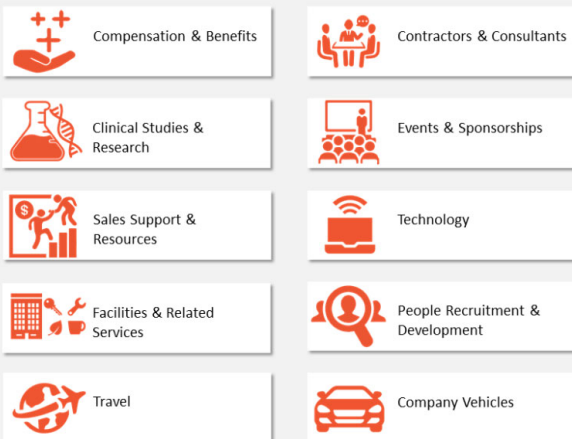 Compensation & Benefits
Contractors & Consultants
Clinical Studies &
Research
Events & Sponsorships
$
Sales Support &
Resources
Technology
Facilities & Related
Services
People Recruitment &
Development
Travel
Company Vehicles